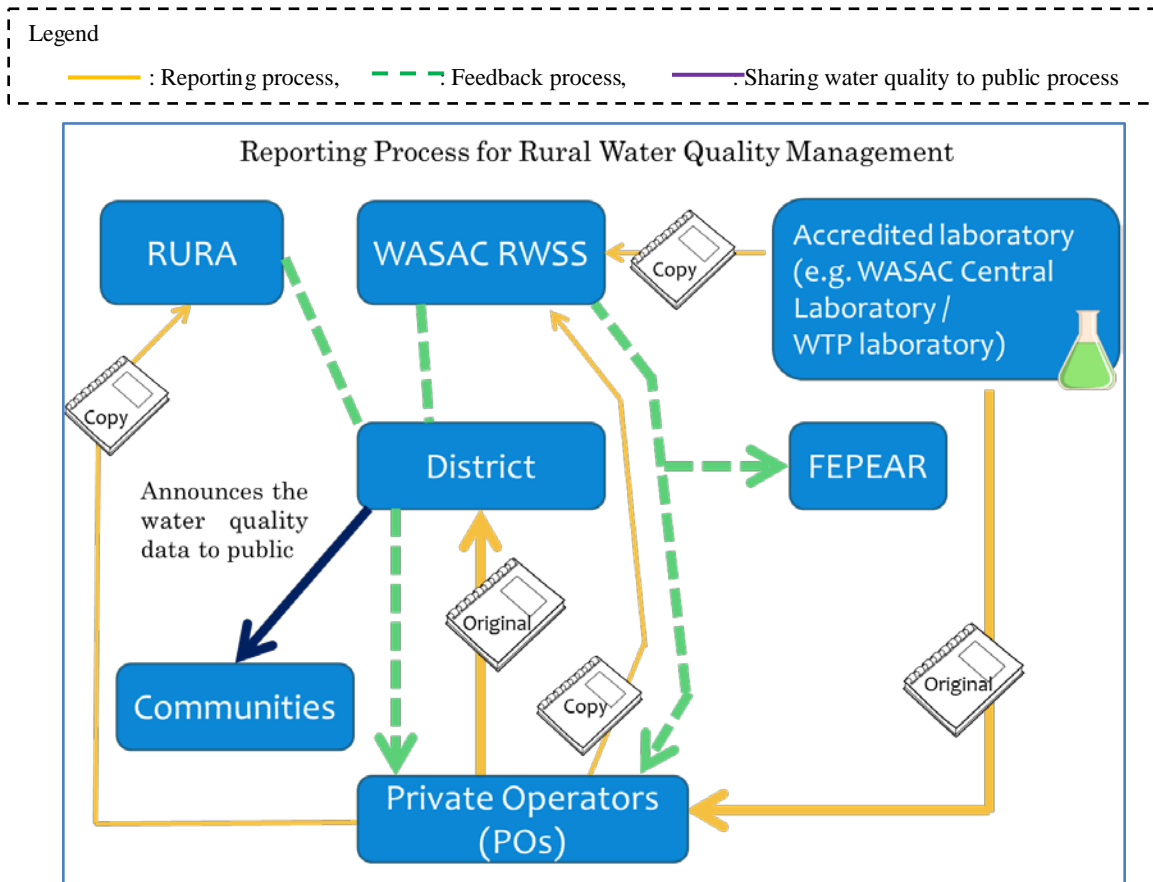 Legend
: Reporting process, : Feedback process, : Sharing water quality to public process
Reporting Process for Rural Water Quality Management
RURA
WASAC RWSS
Copy
Accredited laboratory
(e.g. WASAC Central
Laboratory /
WTP laboratory)
Copy
District
FEPEAR
Announces the
water quality
data to public
Original
Original
Copy
Communities
Private Operators
(POs)